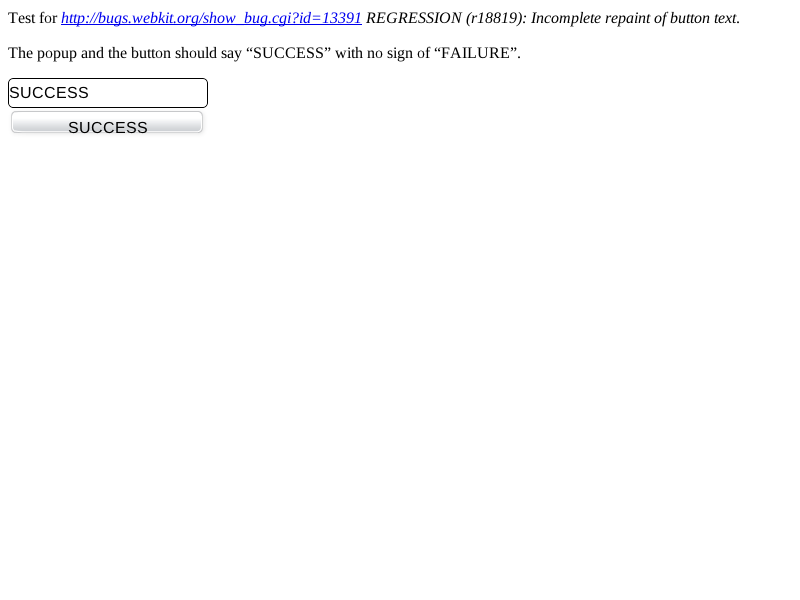 Test for http://bugs.webkit.org/show_bug.cgi?id=13391 REGRESSION (r18819): Incomplete repaint of button text.
The popup and the button should say “SUCCESS” with no sign of “FAILURE”.
SUCCESS
SUCCESS